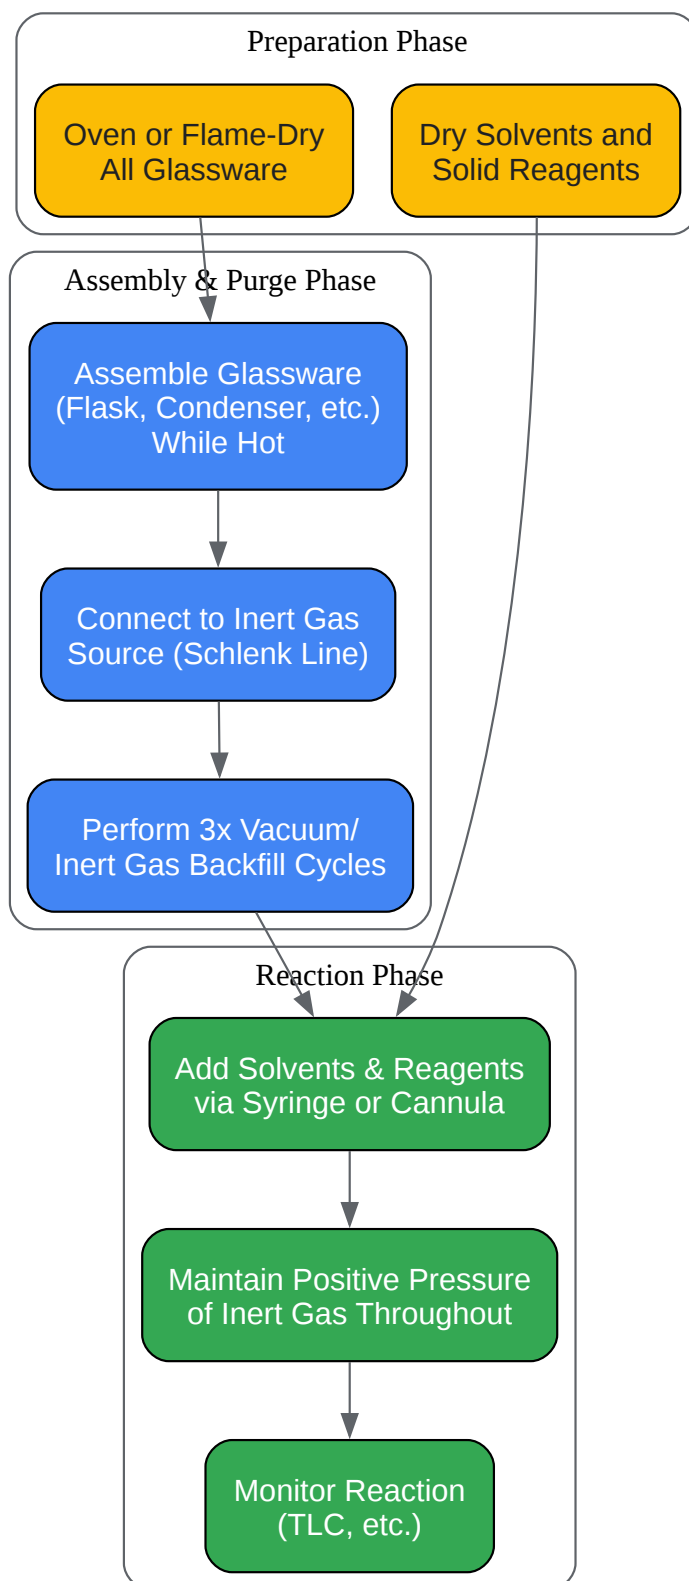 Preparation Phase
Oven or Flame-Dry
All Glassware
Dry Solvents and
Solid Reagents
Assembly & Purge Phase
Assemble Glassware
(Flask, Condenser, etc.)
While Hot
Connect to Inert Gas
Source (Schlenk Line)
Perform 3x Vacuum/
Inert Gas Backfill Cycles
Reaction Phase
Add Solvents & Reagents
via Syringe or Cannula
Maintain Positive Pressure
of Inert Gas Throughout
Monitor Reaction
(TLC, etc.)